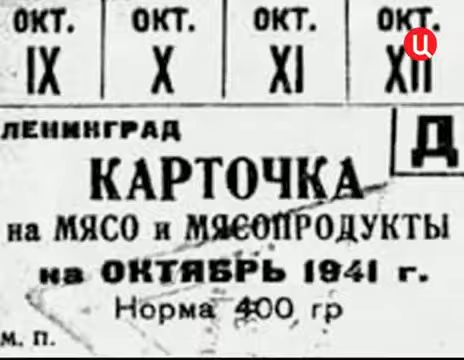 ОКТ. ОКТ. ОКТ. ОКТ.
IX X XI XII
Ц
ЛЕНИНГРАД
Д
КАРТОЧКА
на МЯСО и МЯСОПРОДУКТЫ
на ОКТЯБРЬ 1941 г.
Норма 400 гр
М. П.